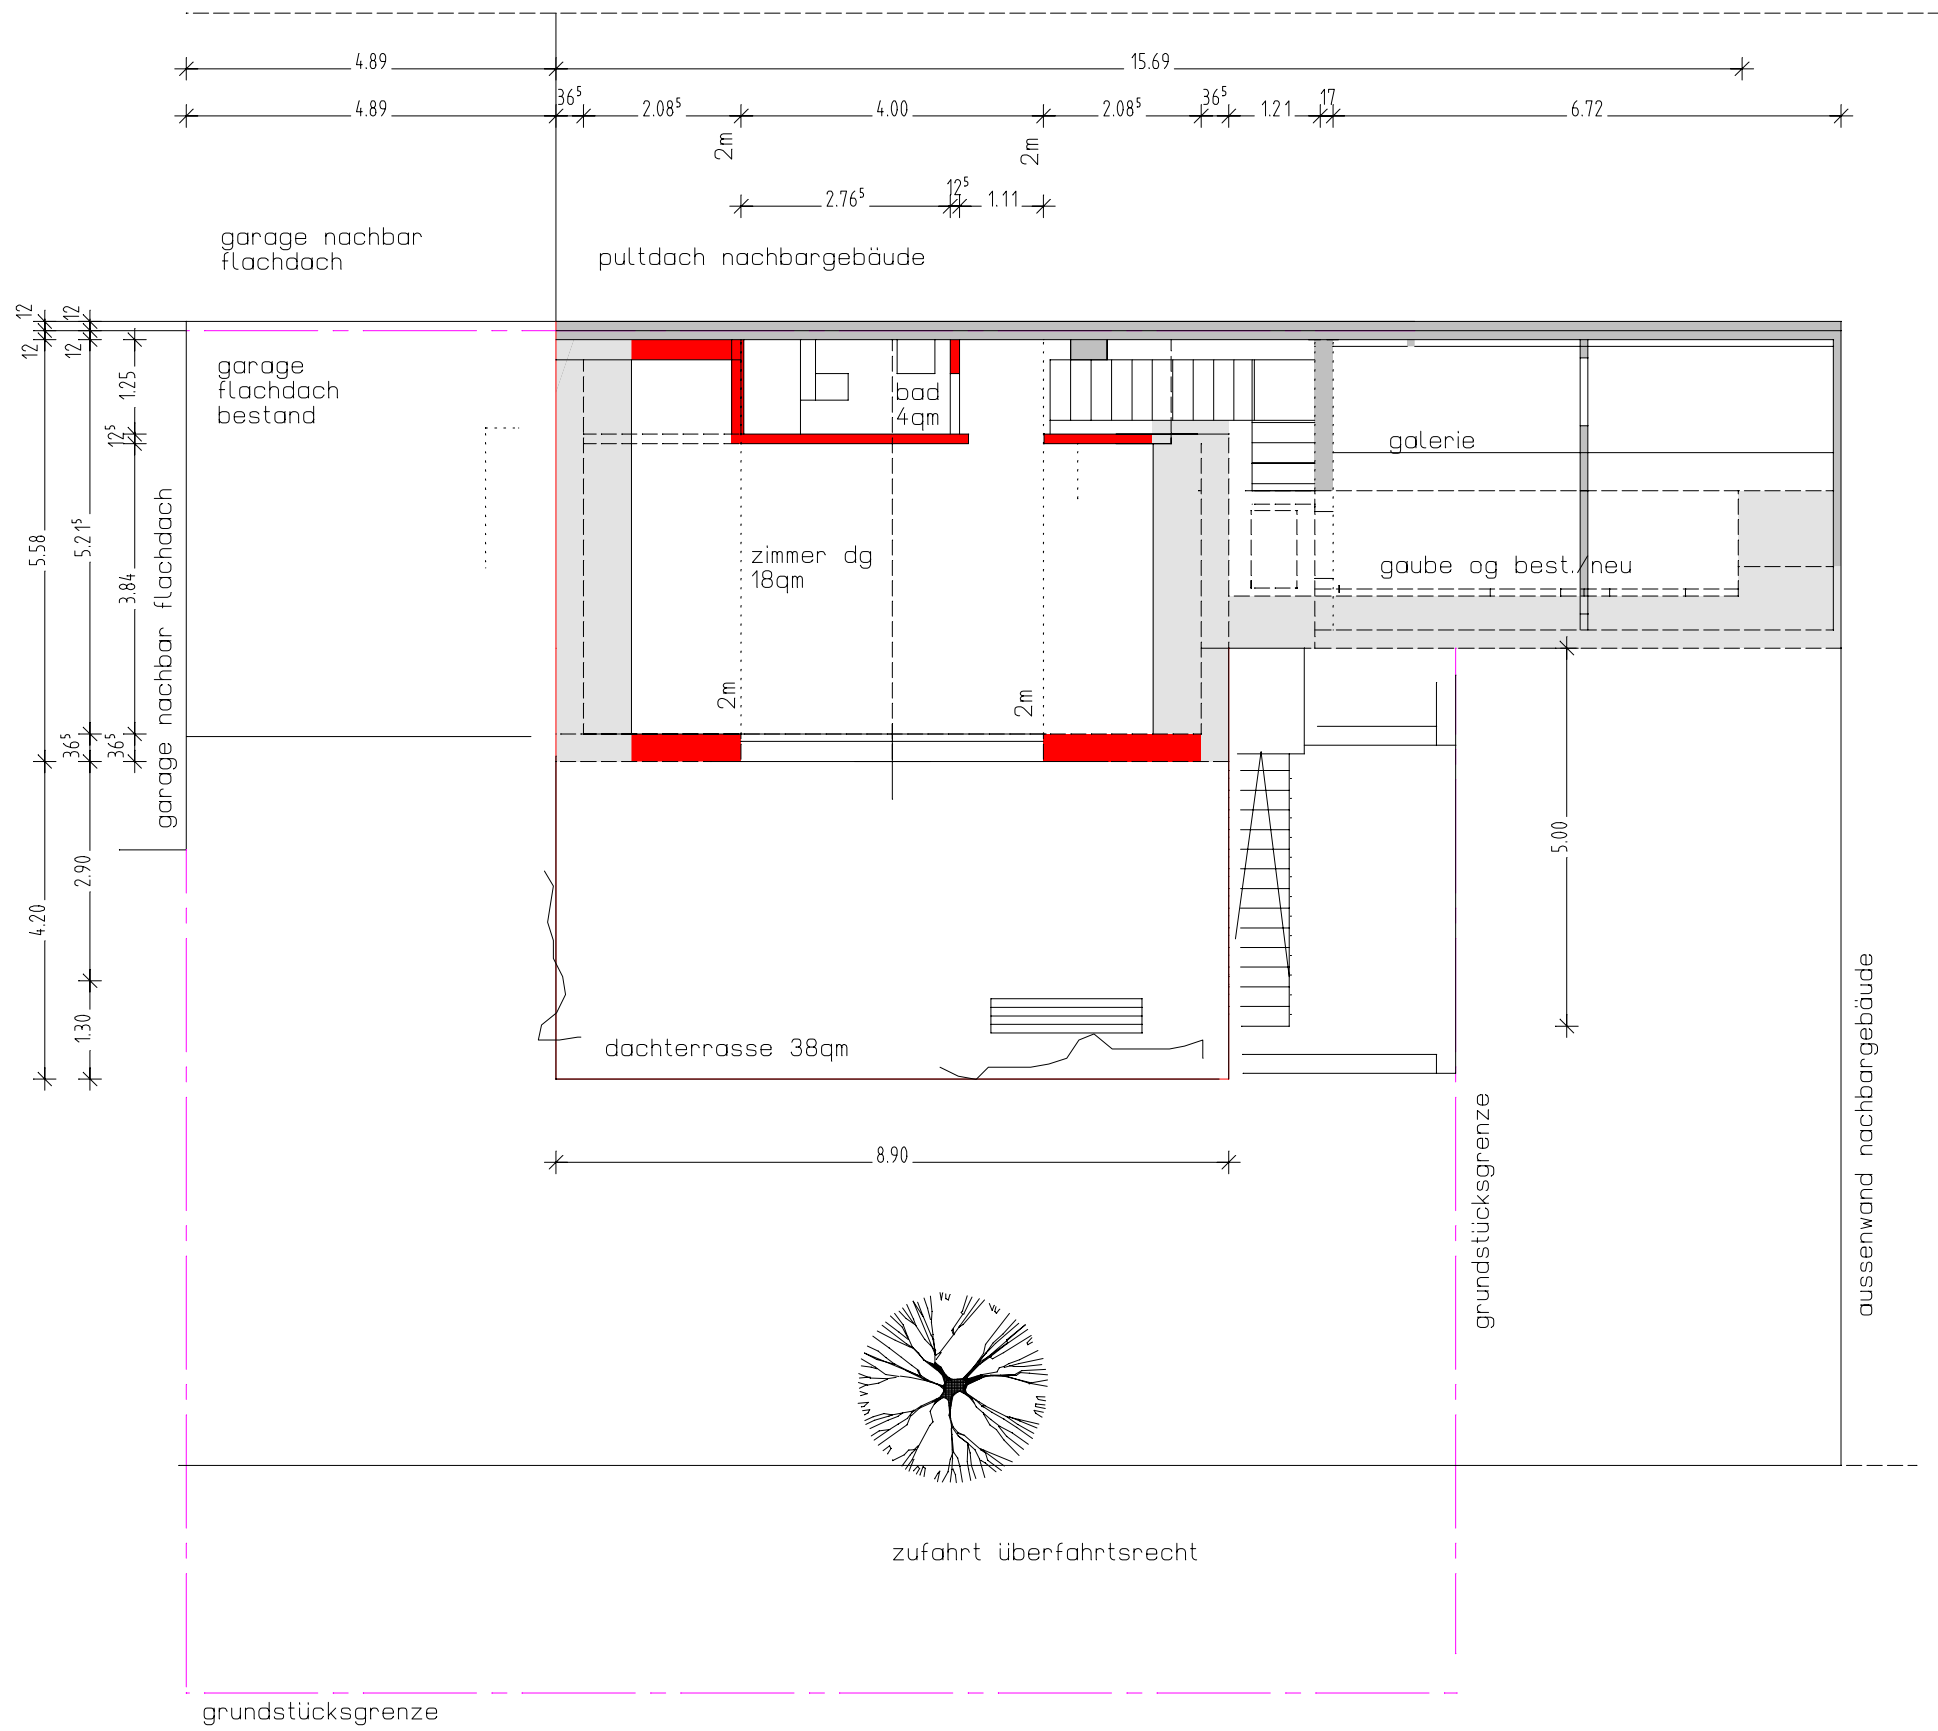 4.89
15.69
4.89
36⁵
2.08⁵
4.00
2.08⁵
36⁵
1.21
17
6.72
2m
2m
2.76⁵
12⁵
1.11
garage nachbar
flachdach
pultdach nachbargebäude
12
12
12
12
garage
flachdach
bestand
1.25
12⁵
bad
4qm
galerie
5.58
5.21⁵
3.84
garage nachbar flachdach
zimmer dg
18qm
gaube og best./neu
2m
2m
36⁵
36⁵
2.90
4.20
1.30
5.00
dachterrasse 38qm
8.90
grundstücksgrenze
aussenwand nachbargebäude
zufahrt überfahrtsrecht
grundstücksgrenze